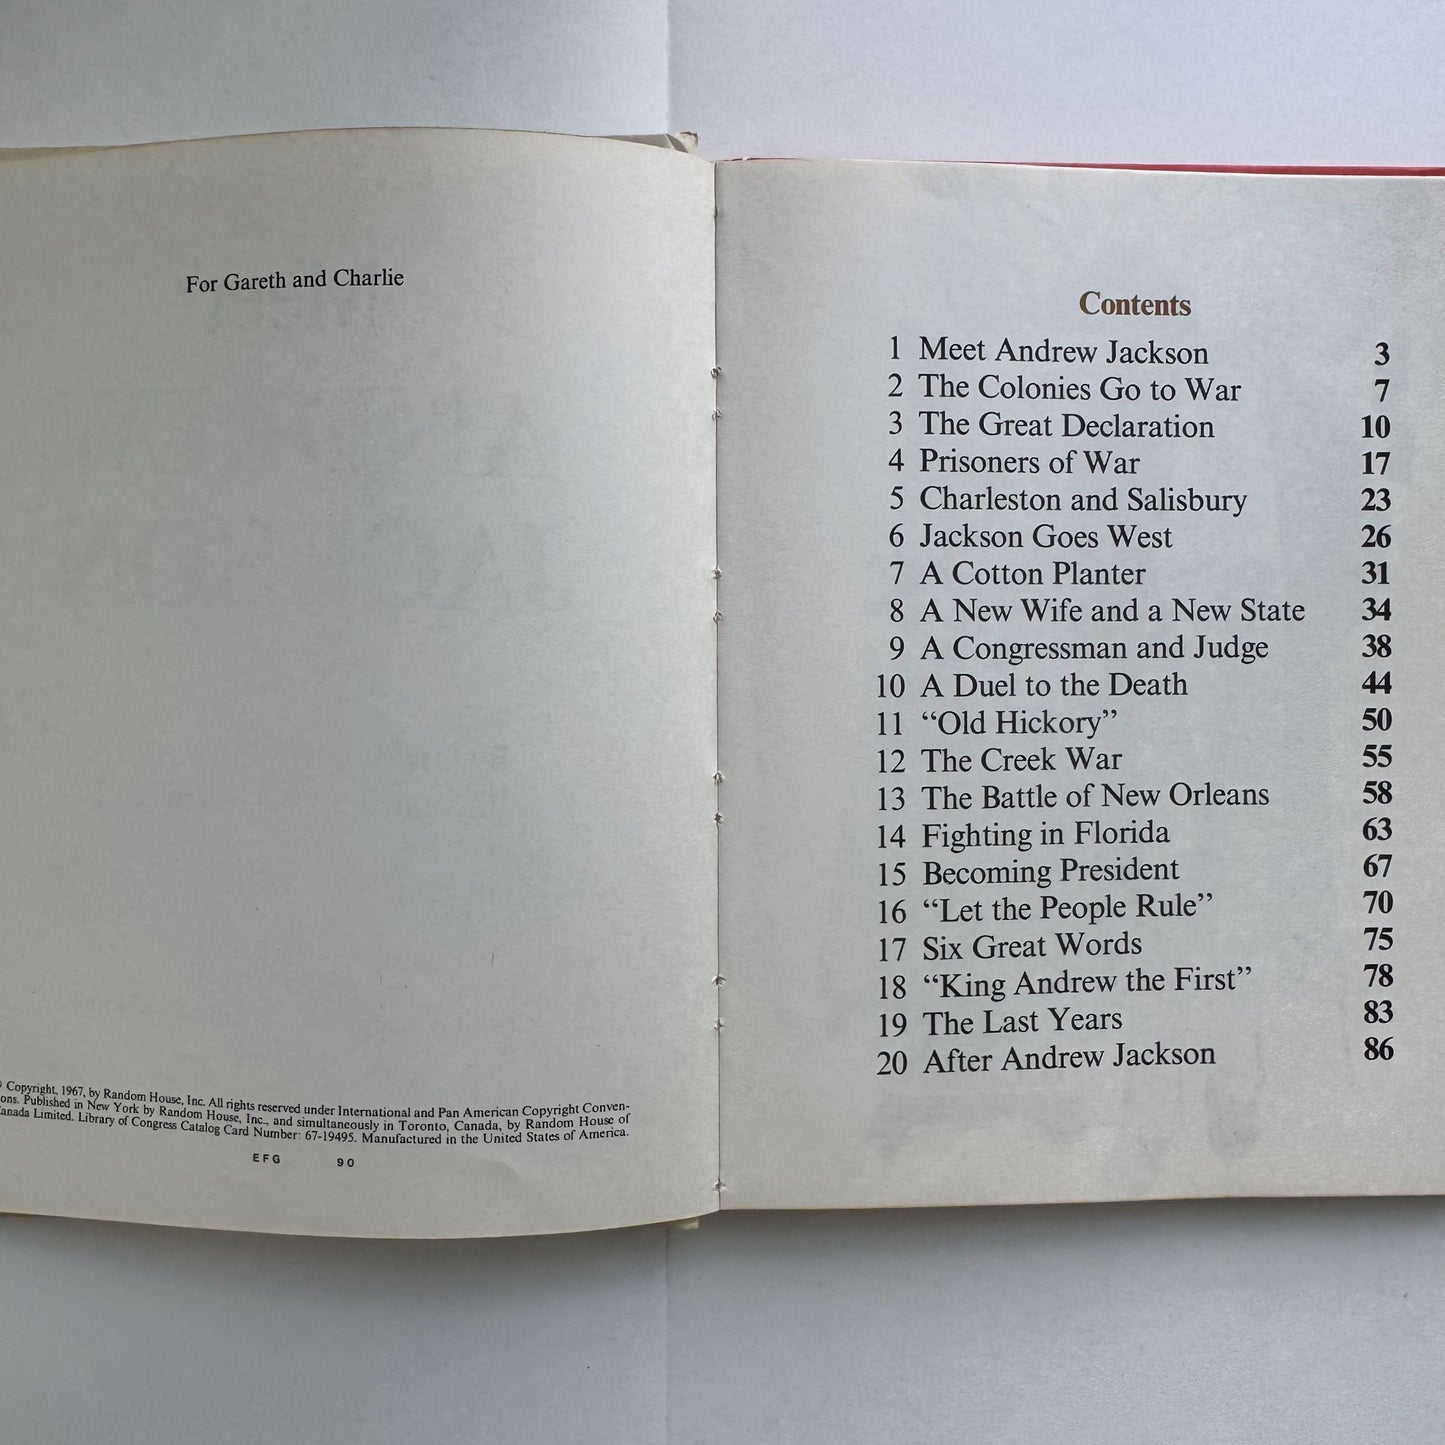 For Gareth and Charlie
Copyright, 1967, by Random House, Inc. All rights reserved under International and Pan American Copyright Conven-
ons. Published in New York by Random House, Inc., and simultaneously in Toronto, Canada, by Random House of
anada Limited. Library of Congress Catalog Card Number: 67-19495. Manufactured in the United States of America.
EFG 90
Contents
1 Meet Andrew Jackson 3
2 The Colonies Go to War 7
3 The Great Declaration 10
4 Prisoners of War 17
5 Charleston and Salisbury 23
6 Jackson Goes West 26
7 A Cotton Planter 31
8 A New Wife and a New State 34
9 A Congressman and Judge 38
10 A Duel to the Death 44
11 “Old Hickory” 50
12 The Creek War 55
13 The Battle of New Orleans 58
14 Fighting in Florida 63
15 Becoming President 67
16 “Let the People Rule” 70
17 Six Great Words 75
18 “King Andrew the First” 78
19 The Last Years 83
20 After Andrew Jackson 86